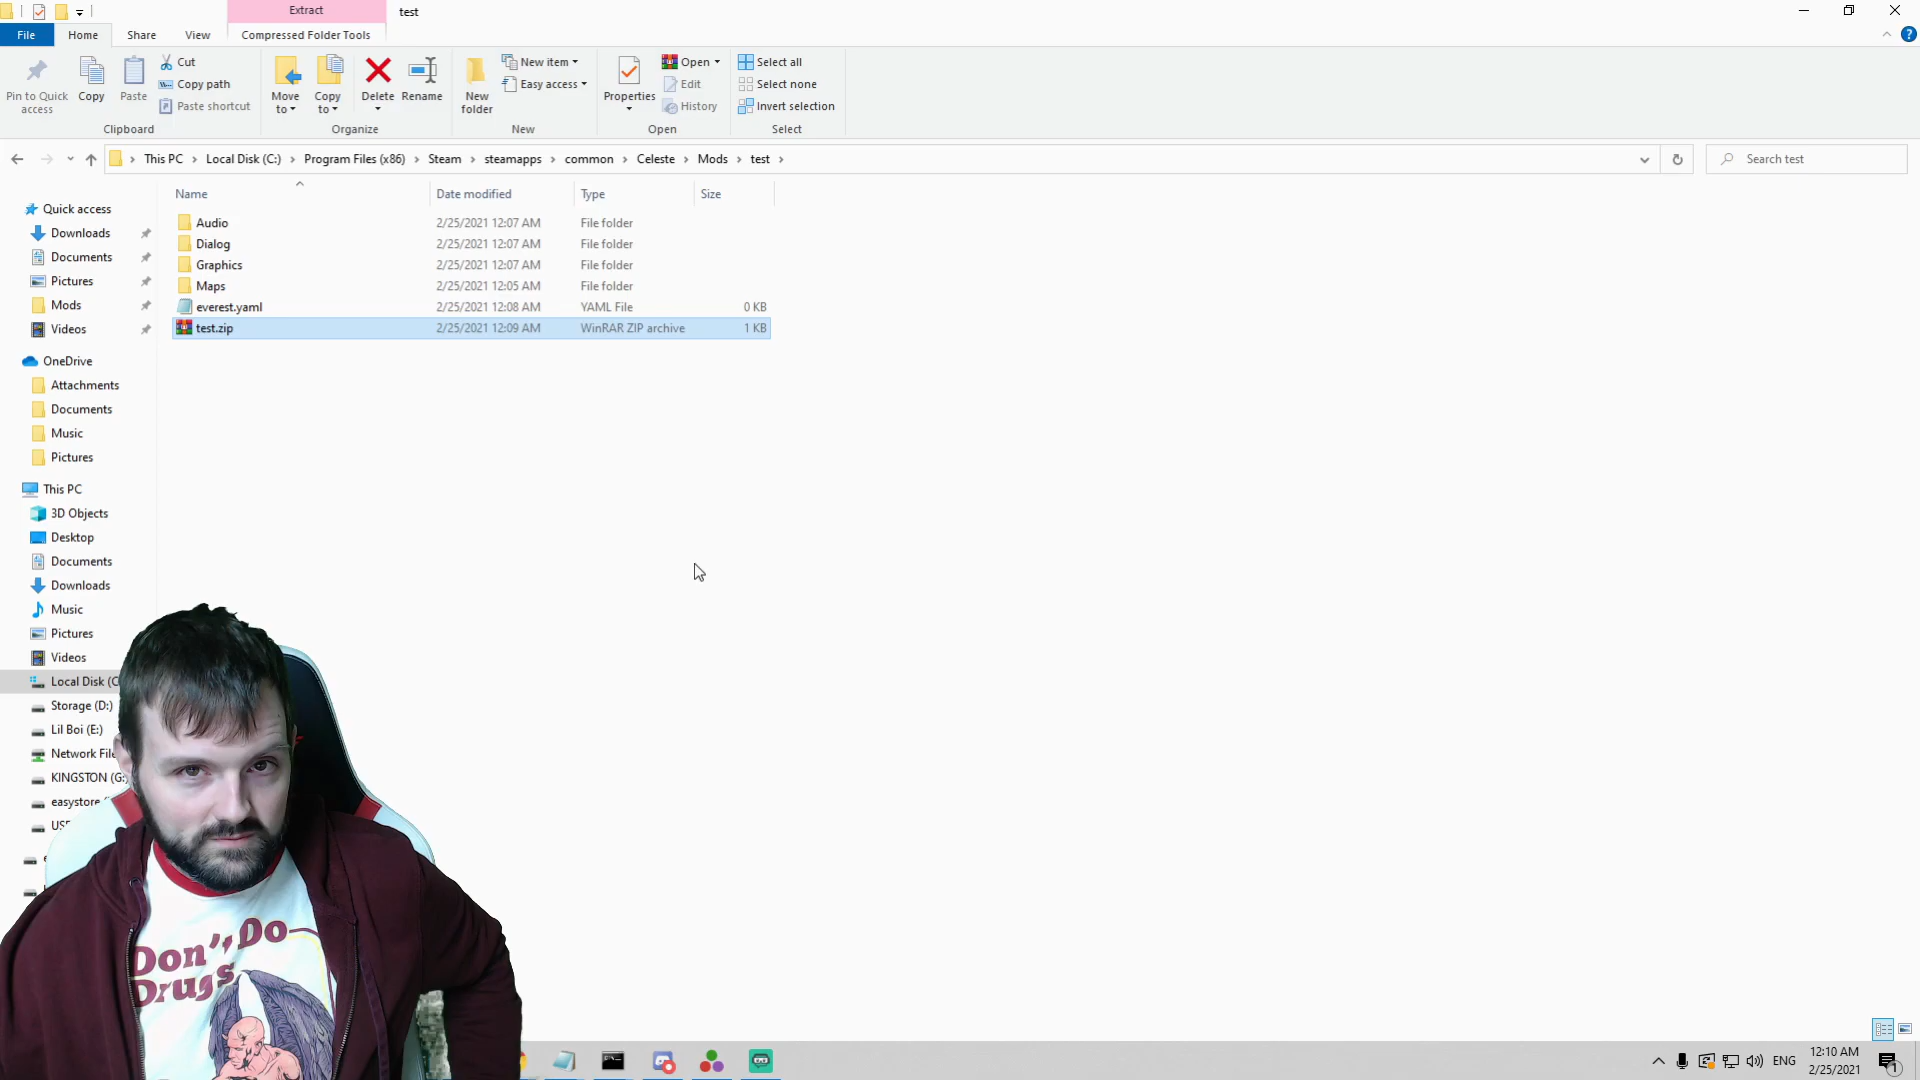 Extract
test
File
Home
Share
View
Compressed Folder Tools
Pin to Quick access
Copy
Paste
Cut
Copy path
Paste shortcut
Clipboard
Move to
Copy to
Delete
Rename
Organize
New folder
New item
Easy access
New
Properties
Open
Edit
History
Open
Select all
Select none
Invert selection
Select
This PC
Local Disk (C:)
Program Files (x86)
Steam
steamapps
common
Celeste
Mods
test
Search test
Name
Date modified
Type
Size
Audio 2/25/2021 12:07 AM File folder
Dialog 2/25/2021 12:07 AM File folder
Graphics 2/25/2021 12:07 AM File folder
Maps 2/25/2021 12:05 AM File folder
everest.yaml 2/25/2021 12:08 AM YAML File 0 KB
test.zip 2/25/2021 12:09 AM WinRAR ZIP archive 1 KB
Quick access
Downloads
Documents
Pictures
Mods
Videos
OneDrive
Attachments
Documents
Music
Pictures
This PC
3D Objects
Desktop
Documents
Downloads
Music
Pictures
Videos
Local Disk (C
Storage (D:)
Lil Boi (E:)
Network File
KINGSTON (G:
easystore
Don't Do
Drugs
ENG
12:10 AM
2/25/2021
1